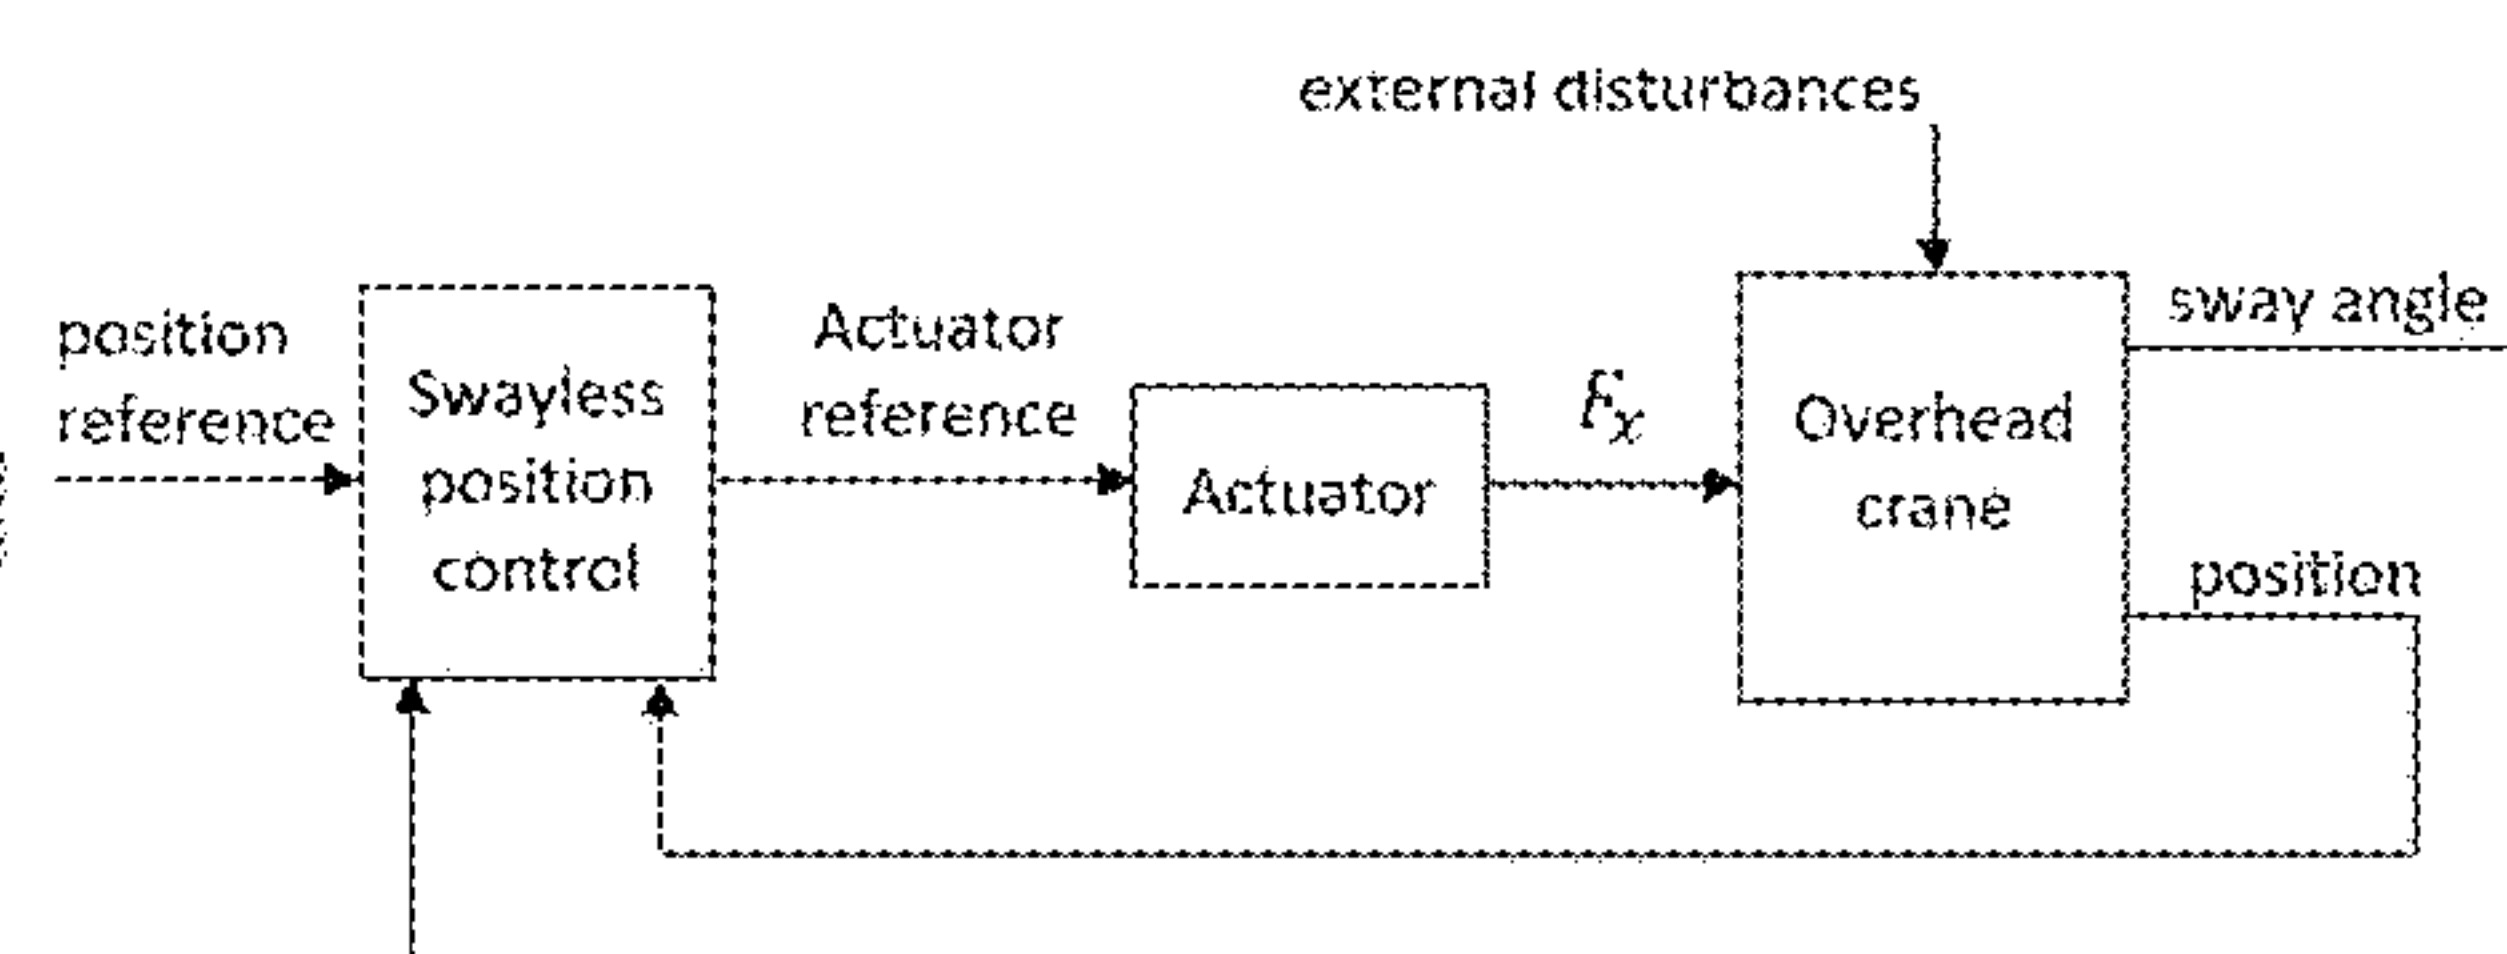 external disturbances
position
reference
Swayless
position
control
Actuator
reference
Actuator
Fx
Overhead
crane
sway angle
position